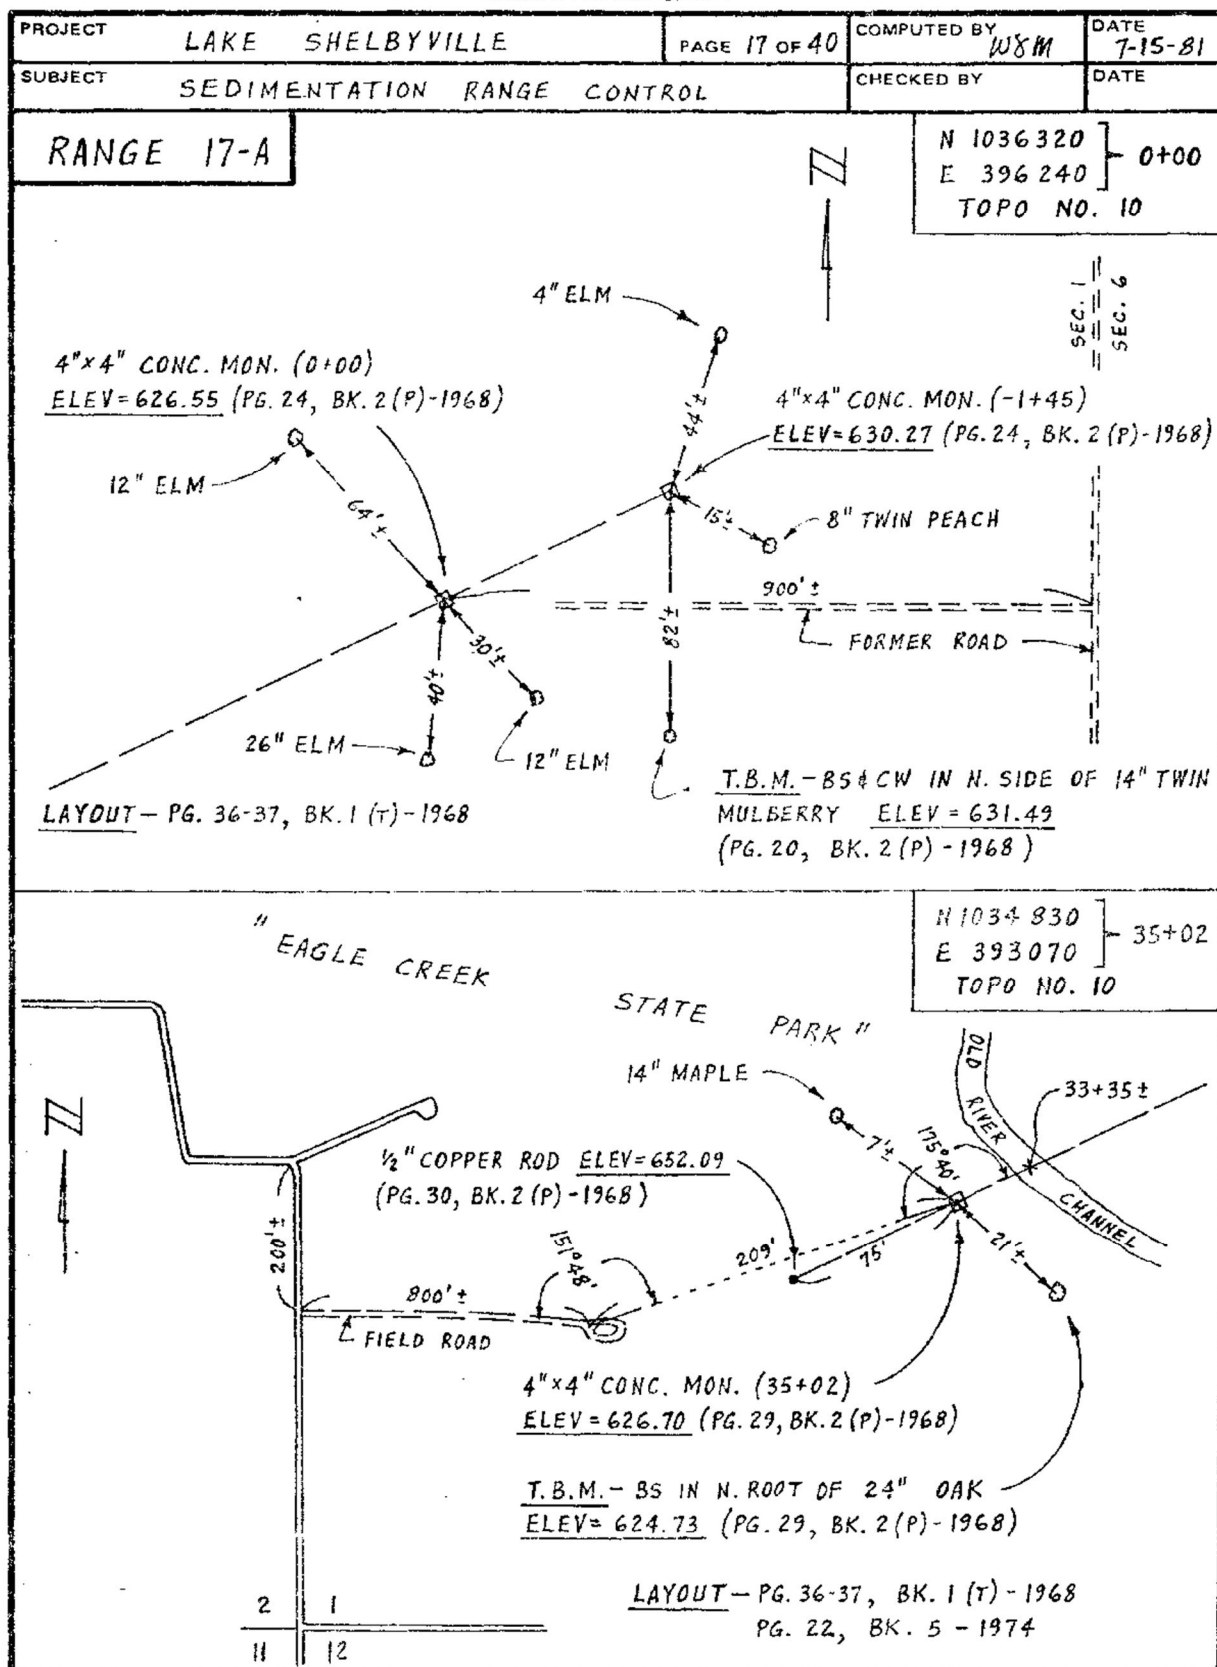 PROJECT
LAKE SHELBYVILLE
PAGE 17 OF 40
COMPUTED BY
WSM
DATE
7-15-81
SUBJECT
SEDIMENTATION RANGE CONTROL
CHECKED BY
DATE
RANGE 17-A
N 1036320
E 396240
0+00
TOPO NO. 10
N
SEC. 1
SEC. 6
4" ELM
4"×4" CONC. MON. (0+00)
ELEV=626.55 (PG. 24, BK. 2(P)-1968)
44'±
4"×4" CONC. MON. (-1+45)
ELEV=630.27 (PG. 24, BK. 2(P)-1968)
12" ELM
64'±
15'±
8" TWIN PEACH
900'±
82'±
FORMER ROAD
30'±
40'±
26" ELM
12" ELM
T.B.M.-BS & CW IN N. SIDE OF 14" TWIN
MULBERRY ELEV = 631.49
(PG. 20, BK. 2(P)-1968)
LAYOUT - PG. 36-37, BK. 1 (T)-1968
N 1034 830
E 393070
35+02
TOPO NO. 10
"EAGLE CREEK
STATE PARK"
N
OLD
RIVER
CHANNEL
33+35±
14" MAPLE
7'±
175°40'
½" COPPER ROD ELEV=652.09
(PG. 30, BK. 2(P)-1968)
200'±
151°48'
209'
75'
21'±
800'±
FIELD ROAD
4"×4" CONC. MON. (35+02)
ELEV=626.70 (PG. 29, BK. 2(P)-1968)
T.B.M.- BS IN N. ROOT OF 24" OAK
ELEV= 624.73 (PG. 29, BK. 2(P)-1968)
LAYOUT - PG. 36-37, BK. 1 (T)-1968
PG. 22, BK. 5 - 1974
2 1
11 12